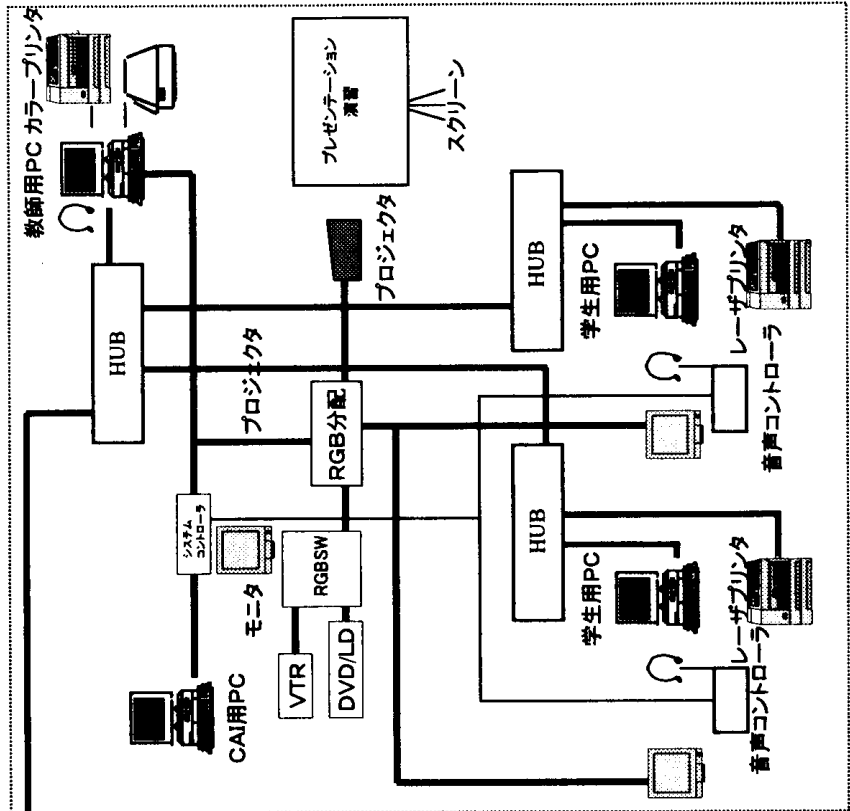 教師用PC カラープリンタ
プレゼンテーション
演習
スクリーン
HUB
プロジェクタ
プロジェクタ
HUB
学生用PC
レーザプリンタ
音声コントローラ
RGB分配
システム
コントローラ
モニタ
RGBSW
VTR
DVD/LD
CAI用PC
HUB
学生用PC
レーザプリンタ
音声コントローラ